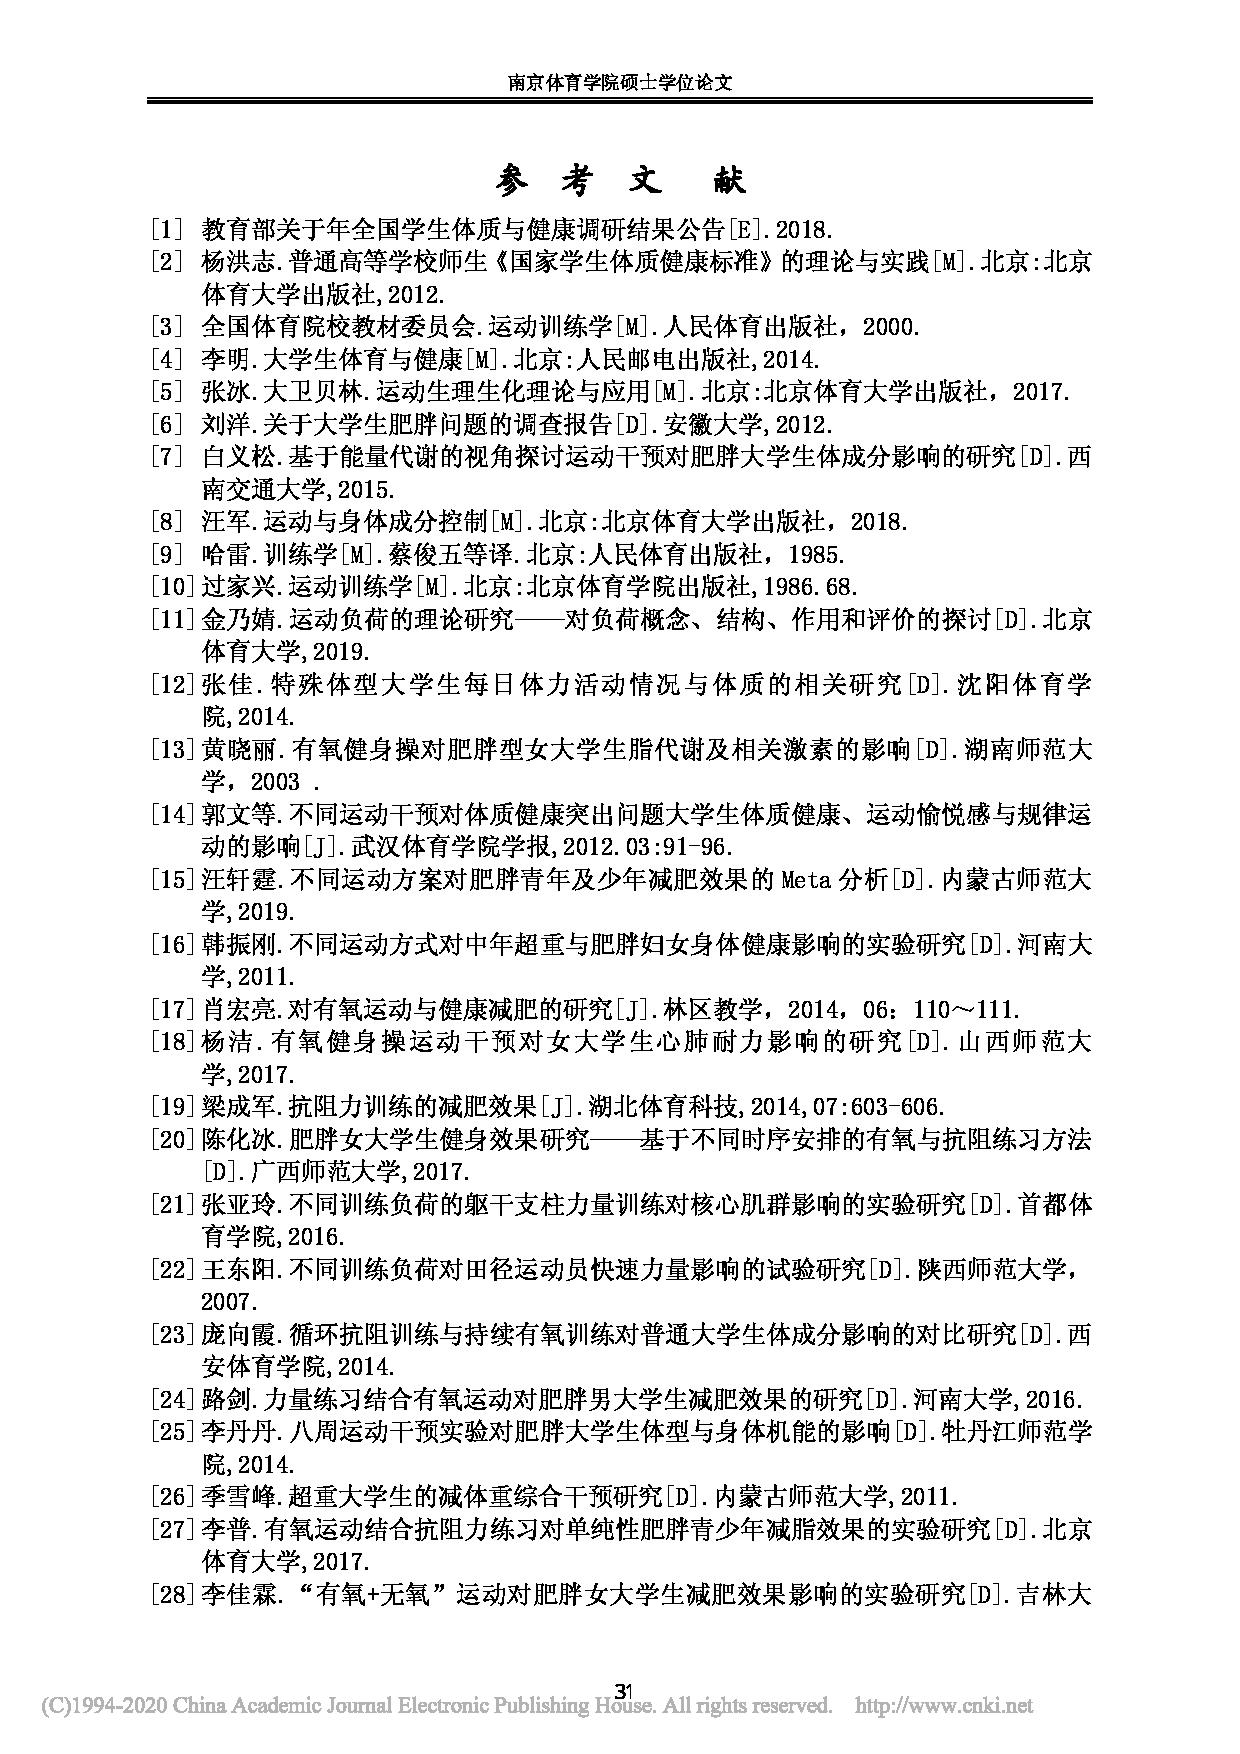 南京体育学院硕士学位论文
参 考 文 献
[1] 教育部关于年全国学生体质与健康调研结果公告[E].2018.
[2] 杨洪志.普通高等学校师生《国家学生体质健康标准》的理论与实践[M].北京:北京
体育大学出版社,2012.
[3] 全国体育院校教材委员会.运动训练学[M].人民体育出版社，2000.
[4] 李明.大学生体育与健康[M].北京:人民邮电出版社,2014.
[5] 张冰.大卫贝林.运动生理生化理论与应用[M].北京:北京体育大学出版社，2017.
[6] 刘洋.关于大学生肥胖问题的调查报告[D].安徽大学,2012.
[7] 白义松.基于能量代谢的视角探讨运动干预对肥胖大学生体成分影响的研究[D].西
南交通大学,2015.
[8] 汪军.运动与身体成分控制[M].北京:北京体育大学出版社，2018.
[9] 哈雷.训练学[M].蔡俊五等译.北京:人民体育出版社，1985.
[10]过家兴.运动训练学[M].北京:北京体育学院出版社,1986.68.
[11]金乃婧.运动负荷的理论研究——对负荷概念、结构、作用和评价的探讨[D].北京
体育大学,2019.
[12]张佳.特殊体型大学生每日体力活动情况与体质的相关研究[D].沈阳体育学
院,2014.
[13]黄晓丽.有氧健身操对肥胖型女大学生脂代谢及相关激素的影响[D].湖南师范大
学，2003 .
[14]郭文等.不同运动干预对体质健康突出问题大学生体质健康、运动愉悦感与规律运
动的影响[J].武汉体育学院学报,2012.03:91-96.
[15]汪轩霆.不同运动方案对肥胖青年及少年减肥效果的 Meta 分析[D].内蒙古师范大
学,2019.
[16]韩振刚.不同运动方式对中年超重与肥胖妇女身体健康影响的实验研究[D].河南大
学,2011.
[17]肖宏亮.对有氧运动与健康减肥的研究[J].林区教学，2014，06：110～111.
[18]杨洁.有氧健身操运动干预对女大学生心肺耐力影响的研究[D].山西师范大
学,2017.
[19]梁成军.抗阻力训练的减肥效果[J].湖北体育科技,2014,07:603-606.
[20]陈化冰.肥胖女大学生健身效果研究——基于不同时序安排的有氧与抗阻练习方法
[D].广西师范大学,2017.
[21]张亚玲.不同训练负荷的躯干支柱力量训练对核心肌群影响的实验研究[D].首都体
育学院,2016.
[22]王东阳.不同训练负荷对田径运动员快速力量影响的试验研究[D].陕西师范大学，
2007.
[23]庞向霞.循环抗阻训练与持续有氧训练对普通大学生体成分影响的对比研究[D].西
安体育学院,2014.
[24]路剑.力量练习结合有氧运动对肥胖男大学生减肥效果的研究[D].河南大学,2016.
[25]李丹丹.八周运动干预实验对肥胖大学生体型与身体机能的影响[D].牡丹江师范学
院,2014.
[26]季雪峰.超重大学生的减体重综合干预研究[D].内蒙古师范大学,2011.
[27]李普.有氧运动结合抗阻力练习对单纯性肥胖青少年减脂效果的实验研究[D].北京
体育大学,2017.
[28]李佳霖.“有氧+无氧”运动对肥胖女大学生减肥效果影响的实验研究[D].吉林大
31
(C)1994-2020 China Academic Journal Electronic Publishing House. All rights reserved. http://www.cnki.net